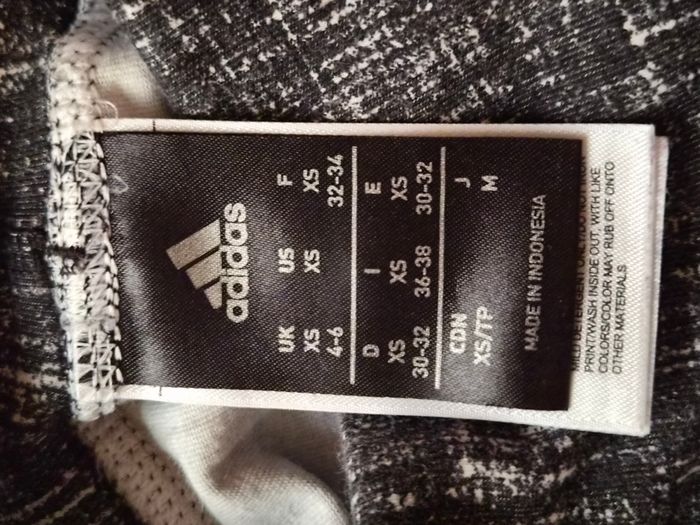 adidas
UK US F
XS XS XS
4-6 32-34
D I E
XS XS XS
30-32 36-38 30-32
CDN J
XS/TP M
MADE IN INDONESIA
PRINT/WASH INSIDE OUT, WITH LIKE
COLORS/COLOR MAY RUB OFF ONTO
OTHER MATERIALS